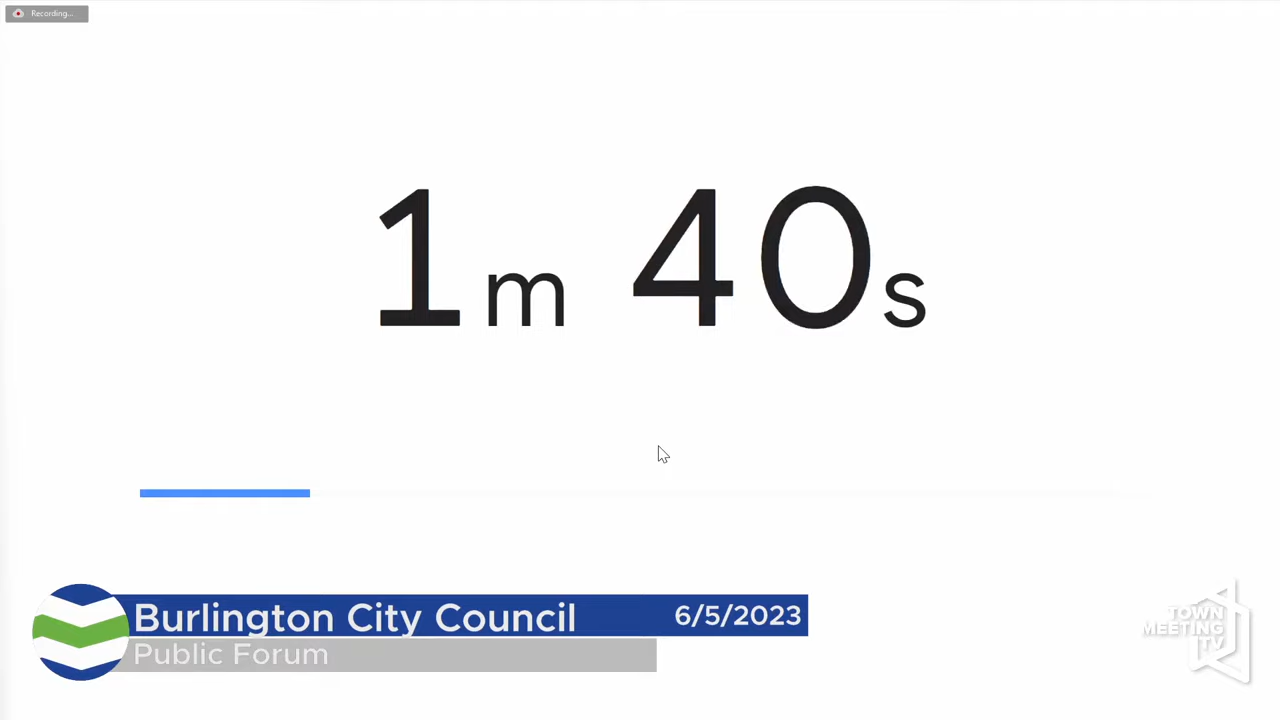 Recording...
1m 40s
Burlington City Council 6/5/2023
Public Forum
TOWN
MEETING
TV